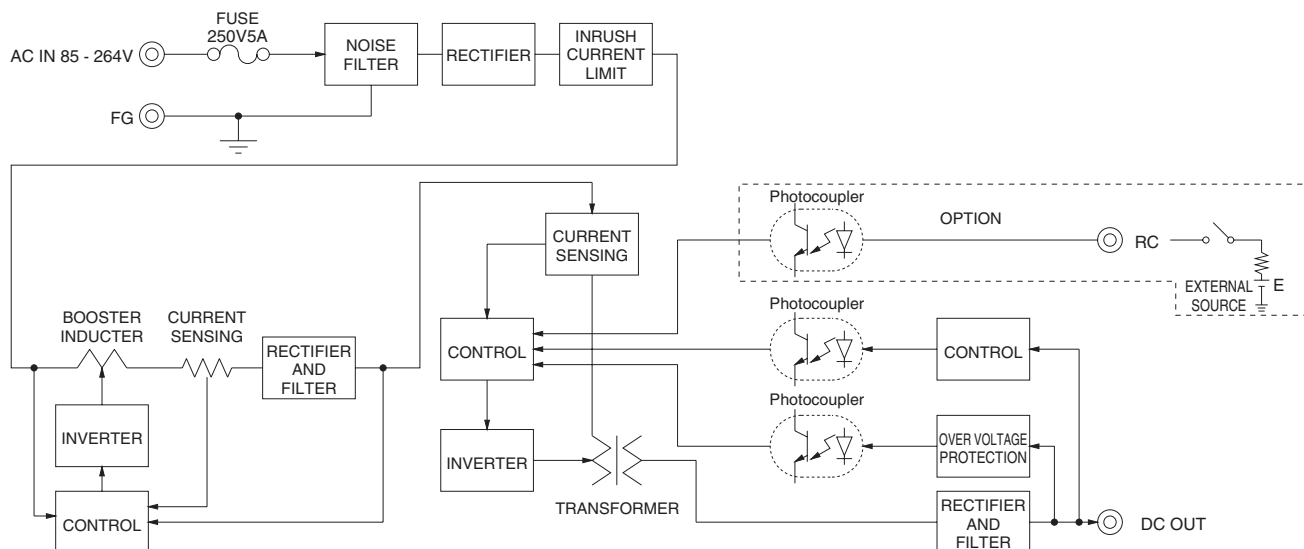 FUSE
250V5A
AC IN 85 - 264V
NOISE
FILTER
RECTIFIER
INRUSH
CURRENT
LIMIT
FG
Photocoupler
OPTION
RC
EXTERNAL
SOURCE
E
CURRENT
SENSING
BOOSTER
INDUCTER
CURRENT
SENSING
RECTIFIER
AND
FILTER
CONTROL
Photocoupler
CONTROL
INVERTER
INVERTER
TRANSFORMER
Photocoupler
OVER VOLTAGE
PROTECTION
CONTROL
RECTIFIER
AND
FILTER
DC OUT